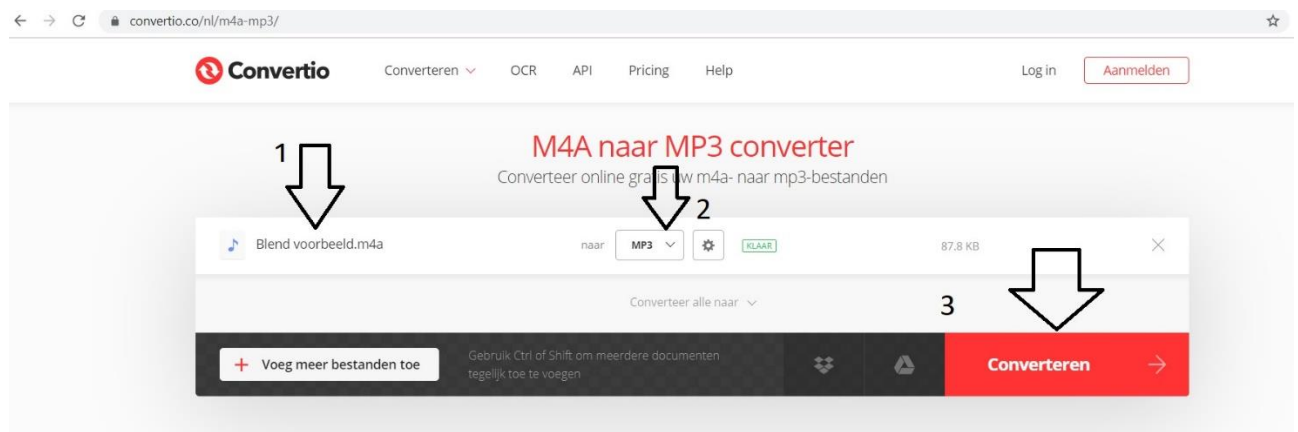 convertio.co/nl/m4a-mp3/
Convertio
Converteren OCR API Pricing Help Log in Aanmelden
M4A naar MP3 converter
Converteer online gratis uw m4a- naar mp3-bestanden
1
2
Blend voorbeeld.m4a naar MP3 KLAAR 87.8 KB
Converteer alle naar
3
Voeg meer bestanden toe
Gebruik Ctrl of Shift om meerdere documenten
tegelijk toe te voegen
Converteren